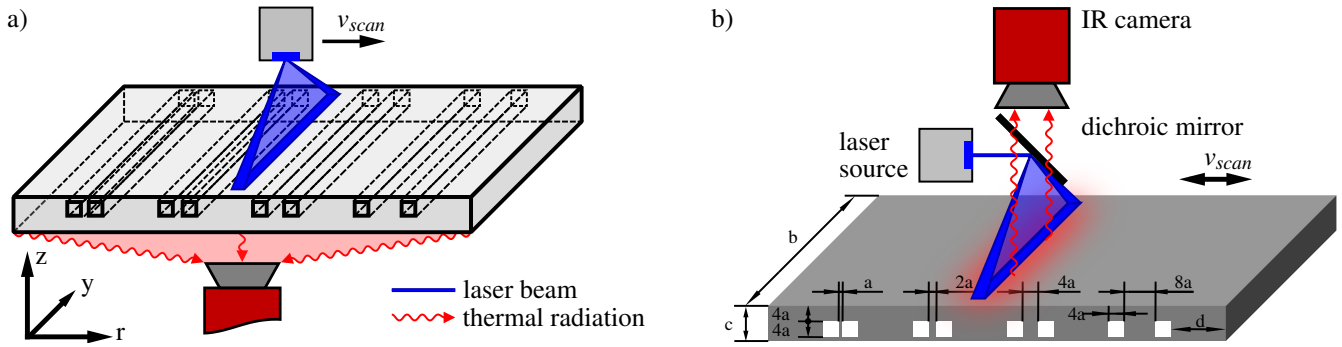 a)
v_scan
z
y
r
laser beam
thermal radiation
b)
IR camera
laser
source
dichroic mirror
v_scan
b
a
2a
4a
8a
c
4a
4a
4a
d